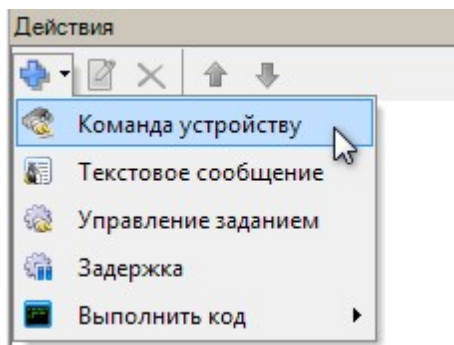 Действия
Команда устройству
Текстовое сообщение
Управление заданием
Задержка
Выполнить код